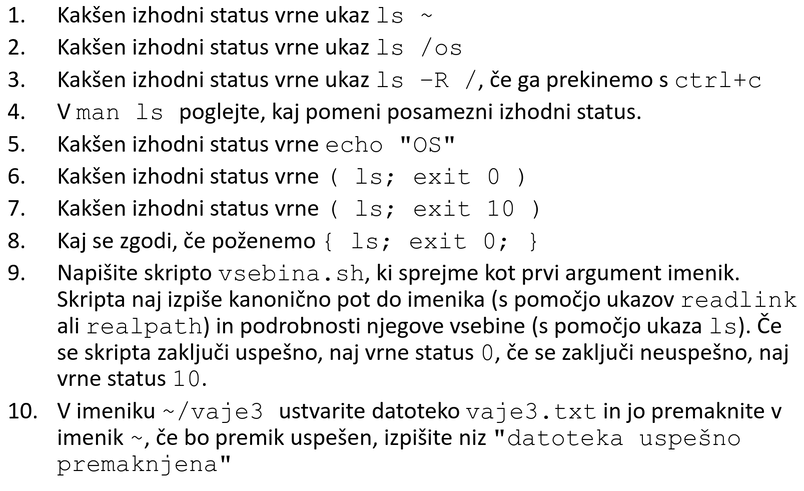 1. Kakšen izhodni status vrne ukaz ls ~
2. Kakšen izhodni status vrne ukaz ls /os
3. Kakšen izhodni status vrne ukaz ls –R /, če ga prekinemo s ctrl+c
4. V man ls poglejte, kaj pomeni posamezni izhodni status.
5. Kakšen izhodni status vrne echo "OS"
6. Kakšen izhodni status vrne ( ls; exit 0 )
7. Kakšen izhodni status vrne ( ls; exit 10 )
8. Kaj se zgodi, če poženemo { ls; exit 0; }
9. Napišite skripto vsebina.sh, ki sprejme kot prvi argument imenik.
Skripta naj izpiše kanonično pot do imenika (s pomočjo ukazov readlink
ali realpath) in podrobnosti njegove vsebine (s pomočjo ukaza ls). Če
se skripta zaključi uspešno, naj vrne status 0, če se zaključi neuspešno, naj
vrne status 10.
10. V imeniku ~/vaje3 ustvarite datoteko vaje3.txt in jo premaknite v
imenik ~, če bo premik uspešen, izpišite niz "datoteka uspešno
premaknjena"